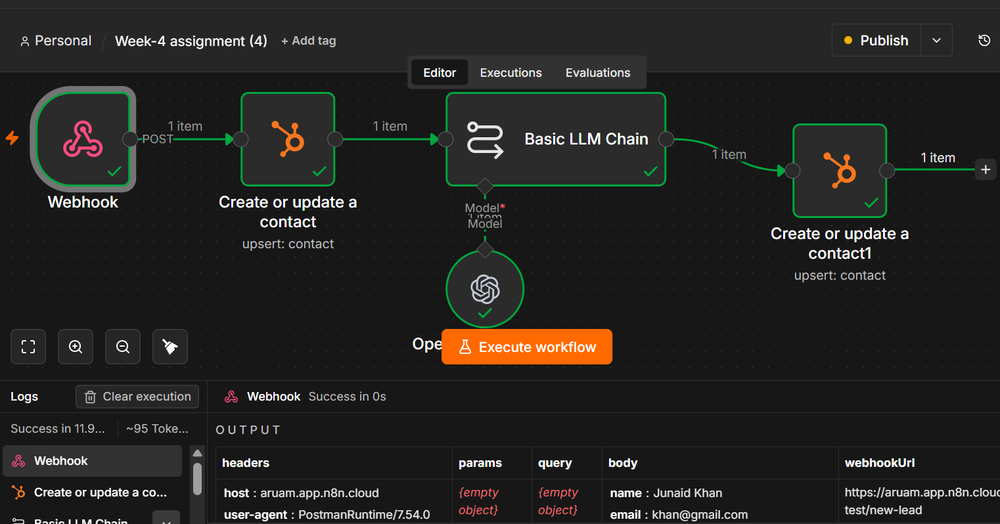 Personal / Week-4 assignment (4) + Add tag
Publish
Editor Executions Evaluations
POST
1 item
1 item
Basic LLM Chain
1 item
1 item
Webhook
Create or update a
contact
upsert: contact
Model*
1 item
Model
Create or update a
contact1
upsert: contact
Ope
Execute workflow
Logs
Clear execution
Webhook Success in 0s
Success in 11.9...
~95 Toke...
OUTPUT
Webhook
Create or update a co...
Basic LLM Chain
headers params query body webhookUrl
host : aruam.app.n8n.cloud
user-agent : PostmanRuntime/7.54.0
{empty
object}
{empty
object}
name : Junaid Khan
email : khan@gmail.com
https://aruam.app.n8n.clou
test/new-lead